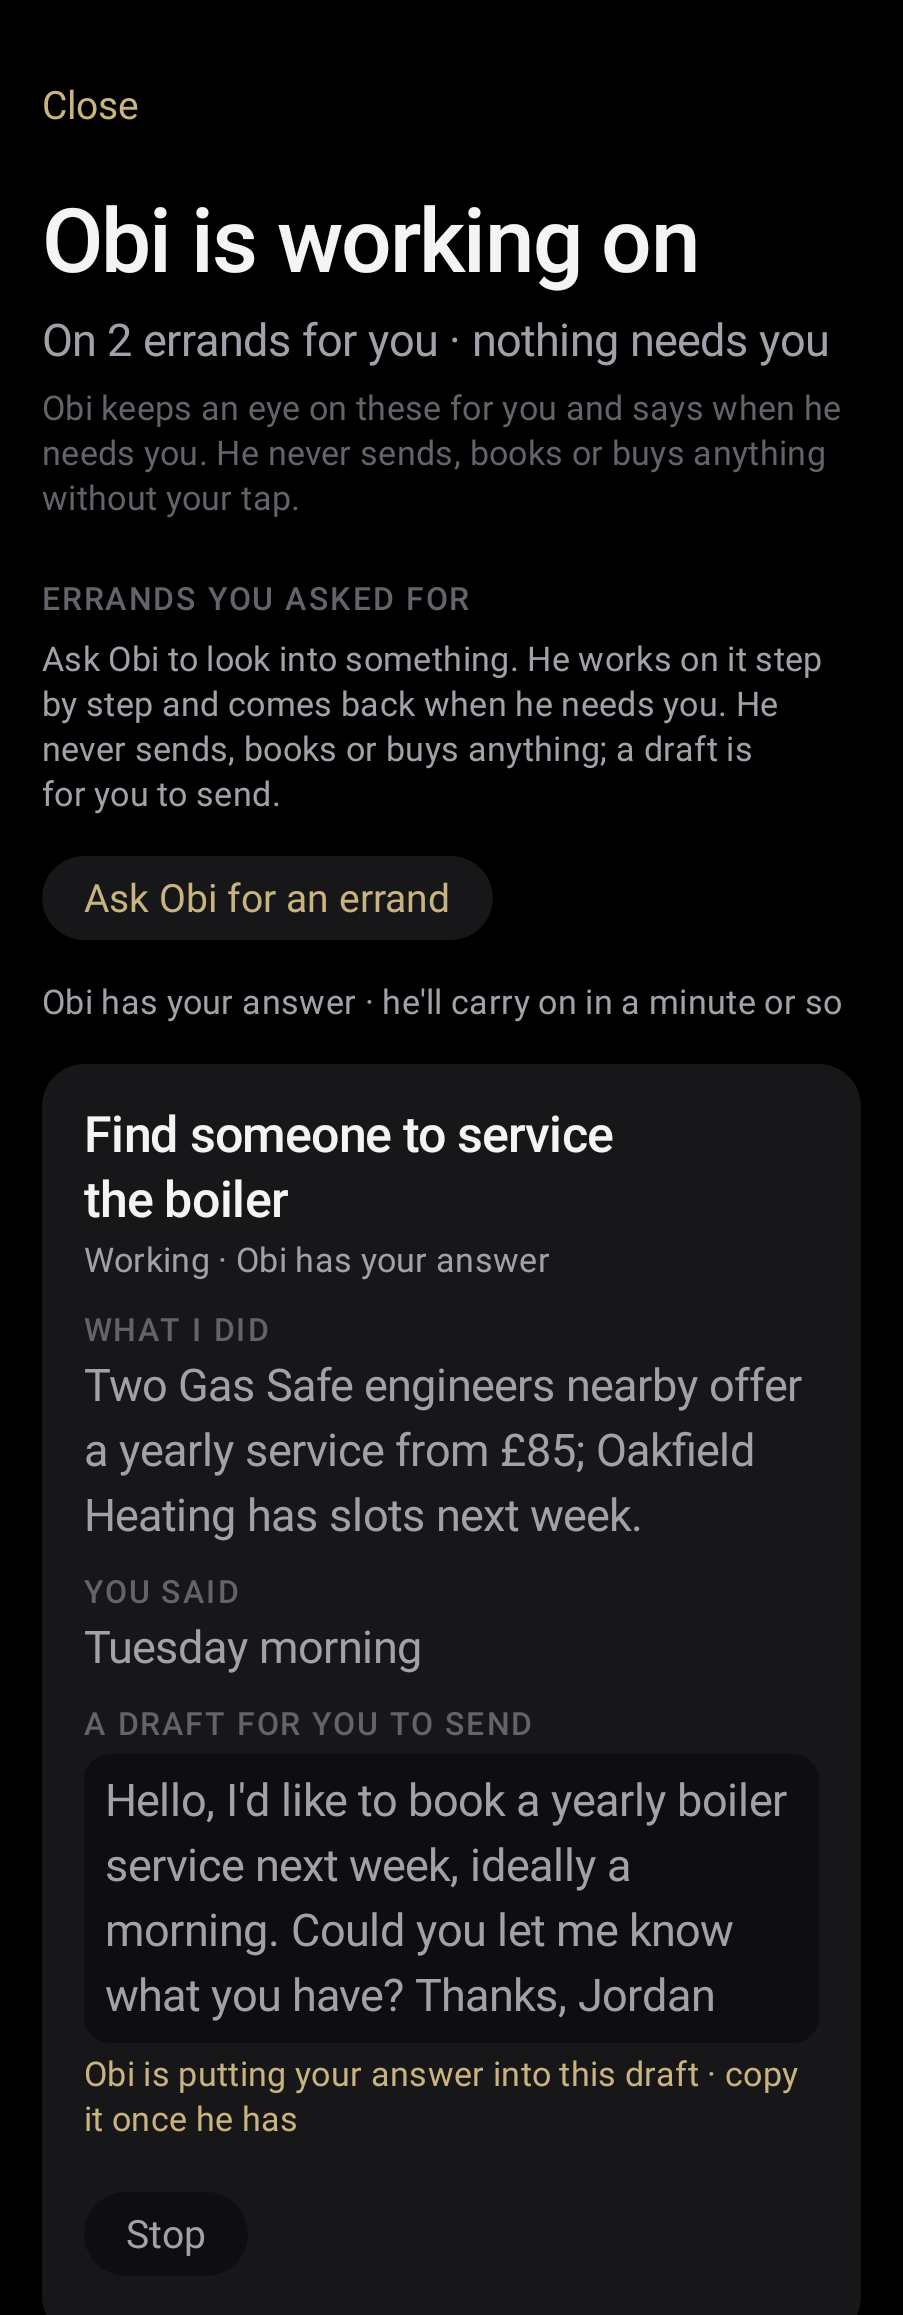 Close
Obi is working on
On 2 errands for you · nothing needs you
Obi keeps an eye on these for you and says when he
needs you. He never sends, books or buys anything
without your tap.
ERRANDS YOU ASKED FOR
Ask Obi to look into something. He works on it step
by step and comes back when he needs you. He
never sends, books or buys anything; a draft is
for you to send.
Ask Obi for an errand
Obi has your answer · he'll carry on in a minute or so
Find someone to service
the boiler
Working · Obi has your answer
WHAT I DID
Two Gas Safe engineers nearby offer
a yearly service from £85; Oakfield
Heating has slots next week.
YOU SAID
Tuesday morning
A DRAFT FOR YOU TO SEND
Hello, I'd like to book a yearly boiler
service next week, ideally a
morning. Could you let me know
what you have? Thanks, Jordan
Obi is putting your answer into this draft · copy
it once he has
Stop